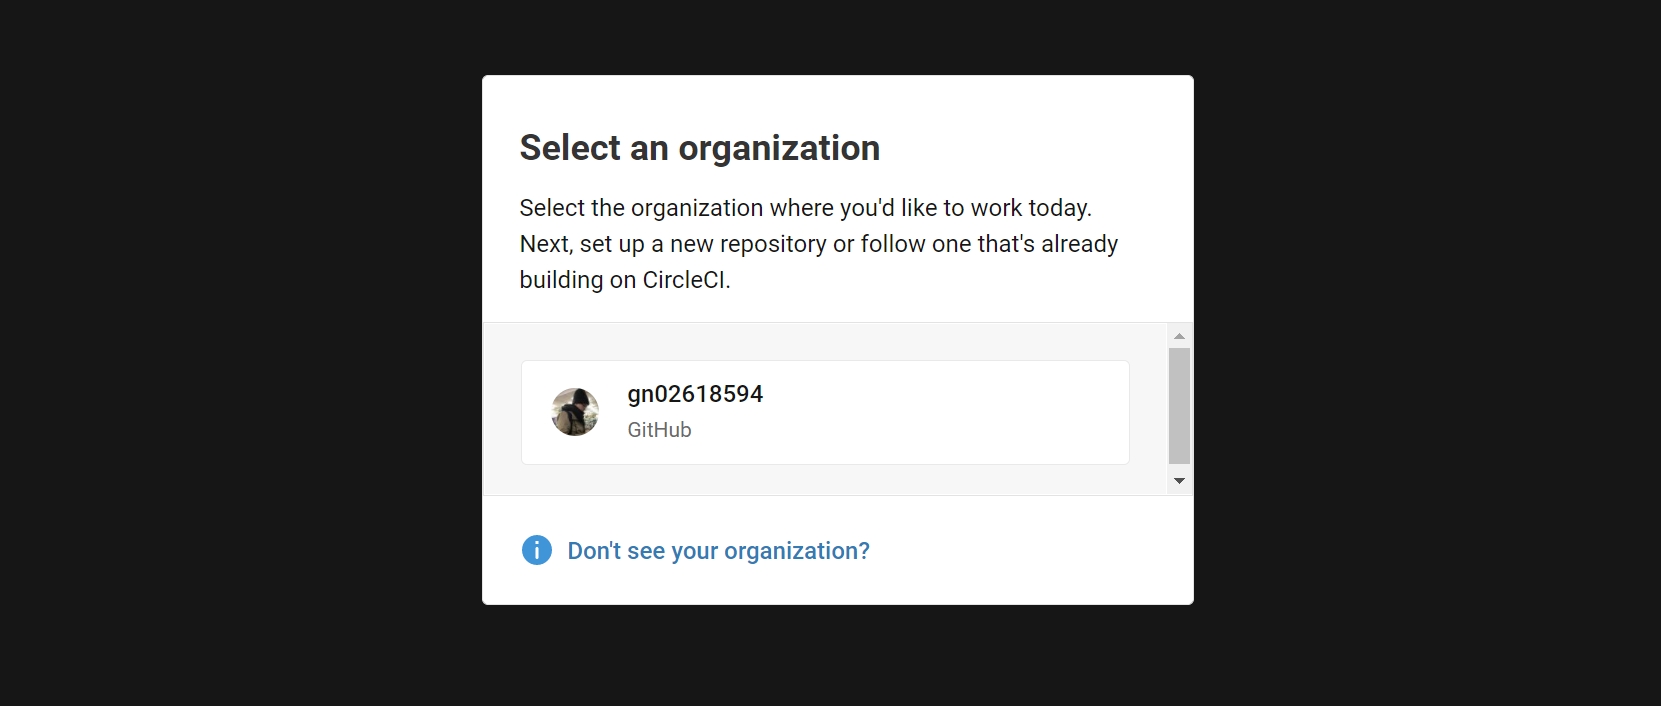 Select an organization
Select the organization where you'd like to work today.
Next, set up a new repository or follow one that's already
building on CircleCI.
gn02618594
GitHub
Don't see your organization?